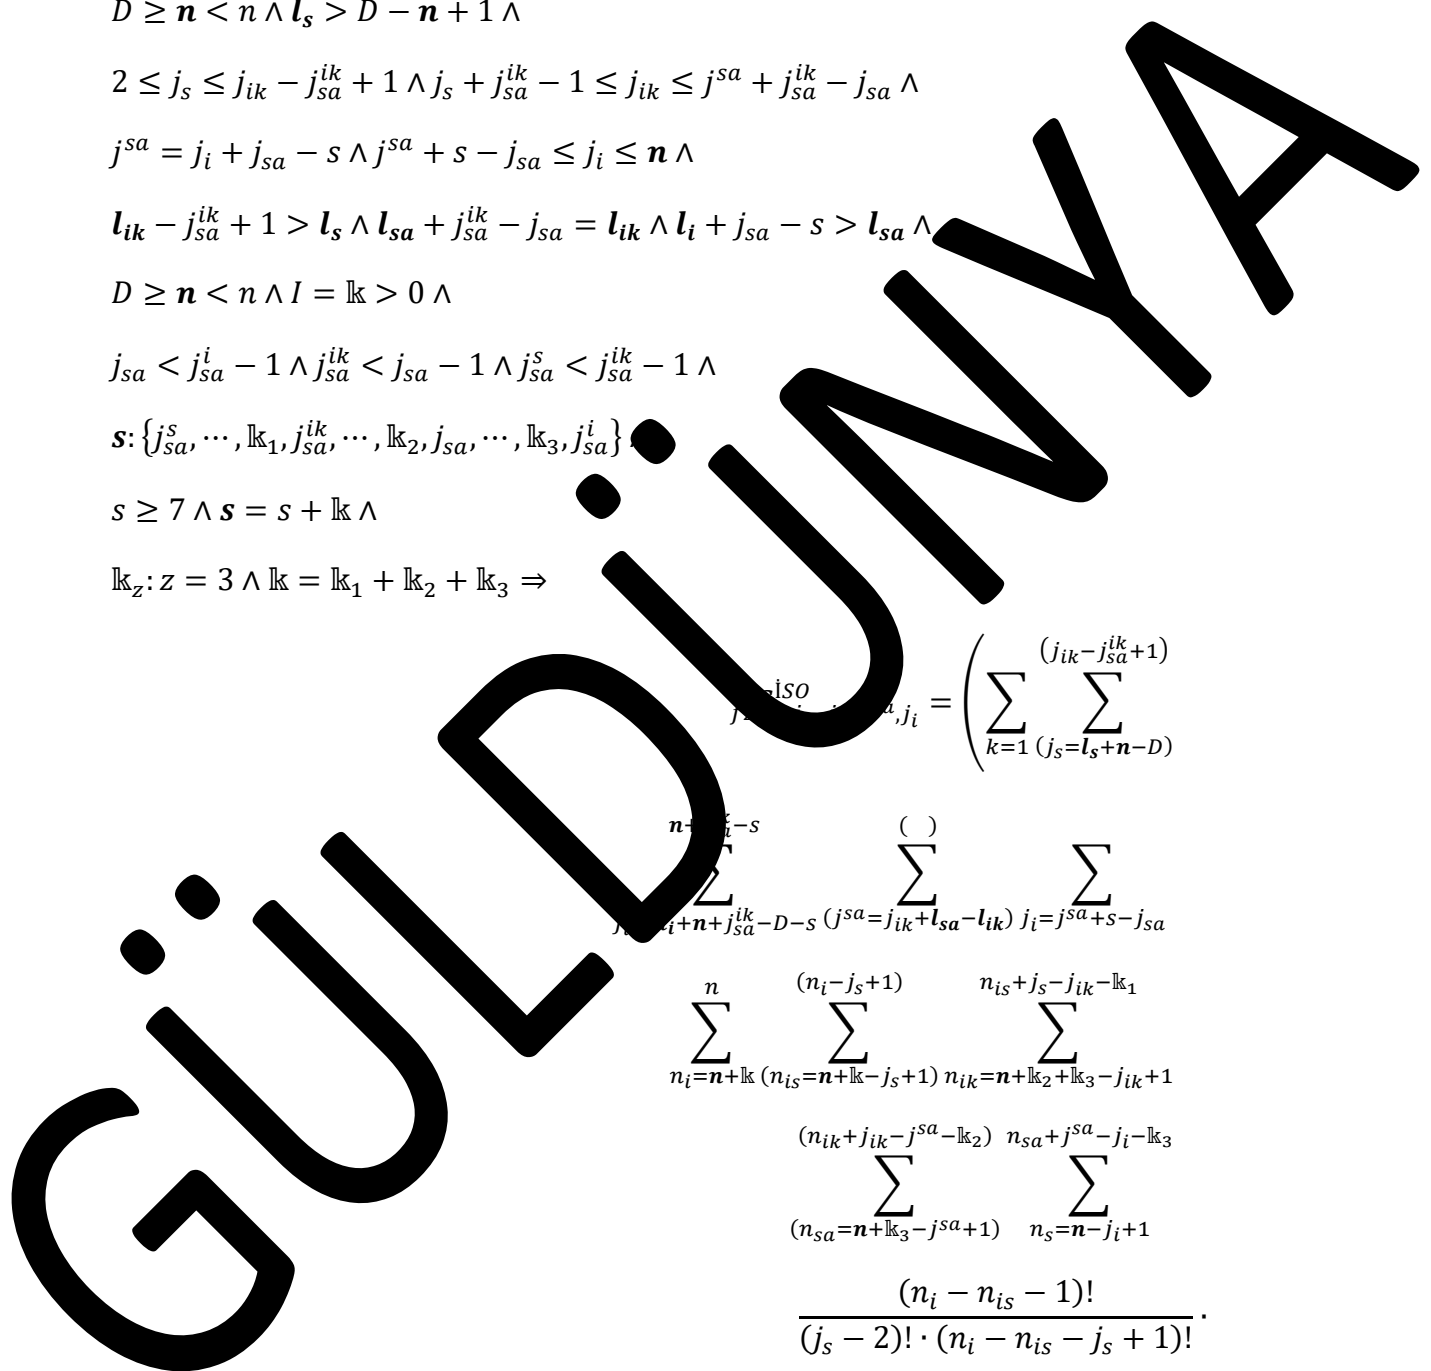 D ≥ 𝒏 < n ∧ 𝒍_𝒔 > D − 𝒏 + 1 ∧
2 ≤ j_s ≤ j_{ik} − j_{sa}^{ik} + 1 ∧ j_s + j_{sa}^{ik} − 1 ≤ j_{ik} ≤ j^{sa} + j_{sa}^{ik} − j_{sa} ∧
j^{sa} = j_i + j_{sa} − s ∧ j^{sa} + s − j_{sa} ≤ j_i ≤ 𝒏 ∧
𝒍_{𝒊𝒌} − j_{sa}^{ik} + 1 > 𝒍_𝒔 ∧ 𝒍_{𝒔𝒂} + j_{sa}^{ik} − j_{sa} = 𝒍_{𝒊𝒌} ∧ 𝒍_𝒊 + j_{sa} − s > 𝒍_{𝒔𝒂} ∧
D ≥ 𝒏 < n ∧ I = 𝕜 > 0 ∧
j_{sa} < j_{sa}^{i} − 1 ∧ j_{sa}^{ik} < j_{sa} − 1 ∧ j_{sa}^{s} < j_{sa}^{ik} − 1 ∧
𝒔: {j_{sa}^{s}, ⋯, 𝕜_1, j_{sa}^{ik}, ⋯, 𝕜_2, j_{sa}, ⋯, 𝕜_3, j_{sa}^{i}}
s ≥ 7 ∧ 𝒔 = s + 𝕜 ∧
𝕜_z: z = 3 ∧ 𝕜 = 𝕜_1 + 𝕜_2 + 𝕜_3 ⇒
İSO ,j_i = ( ∑_{k=1} ∑_{(j_s=𝒍_𝒔+𝒏−D)}^{(j_{ik}−j_{sa}^{ik}+1)}
∑ +𝒏+j_{sa}^{ik}−D−s −s ∑_{(j^{sa}=j_{ik}+𝒍_{𝒔𝒂}−𝒍_{𝒊𝒌})}^{( )} ∑_{j_i=j^{sa}+s−j_{sa}}
∑_{n_i=𝒏+𝕜}^{n} ∑_{(n_{is}=𝒏+𝕜−j_s+1)}^{(n_i−j_s+1)} ∑_{n_{ik}=𝒏+𝕜_2+𝕜_3−j_{ik}+1}^{n_{is}+j_s−j_{ik}−𝕜_1}
∑_{(n_{sa}=𝒏+𝕜_3−j^{sa}+1)}^{(n_{ik}+j_{ik}−j^{sa}−𝕜_2)} ∑_{n_s=𝒏−j_i+1}^{n_{sa}+j^{sa}−j_i−𝕜_3}
(n_i − n_{is} − 1)!
(j_s − 2)! · (n_i − n_{is} − j_s + 1)! ·
GÜLDÜNYA